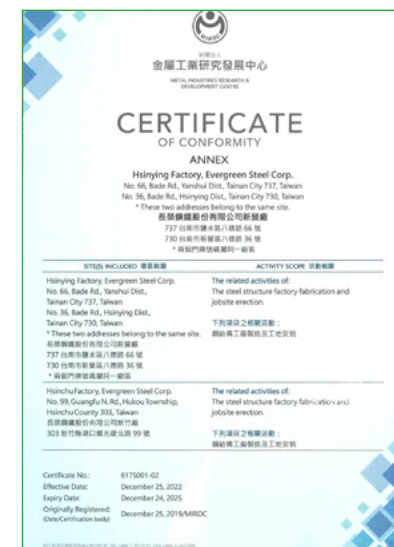 MIRDC
財團法人
金屬工業研究發展中心
METAL INDUSTRIES RESEARCH &
DEVELOPMENT CENTRE
CERTIFICATE
OF CONFORMITY
ANNEX
Hsinying Factory, Evergreen Steel Corp.
No. 66, Bade Rd., Yanshui Dist., Tainan City 737, Taiwan
No. 36, Bade Rd., Hsinying Dist., Tainan City 730, Taiwan
* These two addresses belong to the same site.
長榮鋼鐵股份有限公司新營廠
737 台南市鹽水區八德路 66 號
730 台南市新營區八德路 36 號
* 兩個門牌號碼屬同一廠區
SITE(S) INCLUDED 場區範圍
ACTIVITY SCOPE 活動範圍
Hsinying Factory, Evergreen Steel Corp.
No. 66, Bade Rd., Yanshui Dist.,
Tainan City 737, Taiwan
No. 36, Bade Rd., Hsinying Dist.,
Tainan City 730, Taiwan
* These two addresses belong to the same site.
長榮鋼鐵股份有限公司新營廠
737 台南市鹽水區八德路 66 號
730 台南市新營區八德路 36 號
* 兩個門牌號碼屬同一廠區
The related activities of:
The steel structure factory fabrication and
jobsite erection.
下列項目之相關活動：
鋼結構工廠製造及工地安裝
Hsinchu Factory, Evergreen Steel Corp.
No. 99, Guangfu N.Rd., Hukou Township,
Hsinchu County 303, Taiwan
長榮鋼鐵股份有限公司新竹廠
303 新竹縣湖口鄉光復北路 99 號
The related activities of:
The steel structure factory fabrication and
jobsite erection.
下列項目之相關活動：
鋼結構工廠製造及工地安裝
Certificate No.: 6175001-02
Effective Date: December 25, 2022
Expiry Date: December 24, 2025
Originally Registered: December 25, 2019/MIRDC
(Date/Certification body)